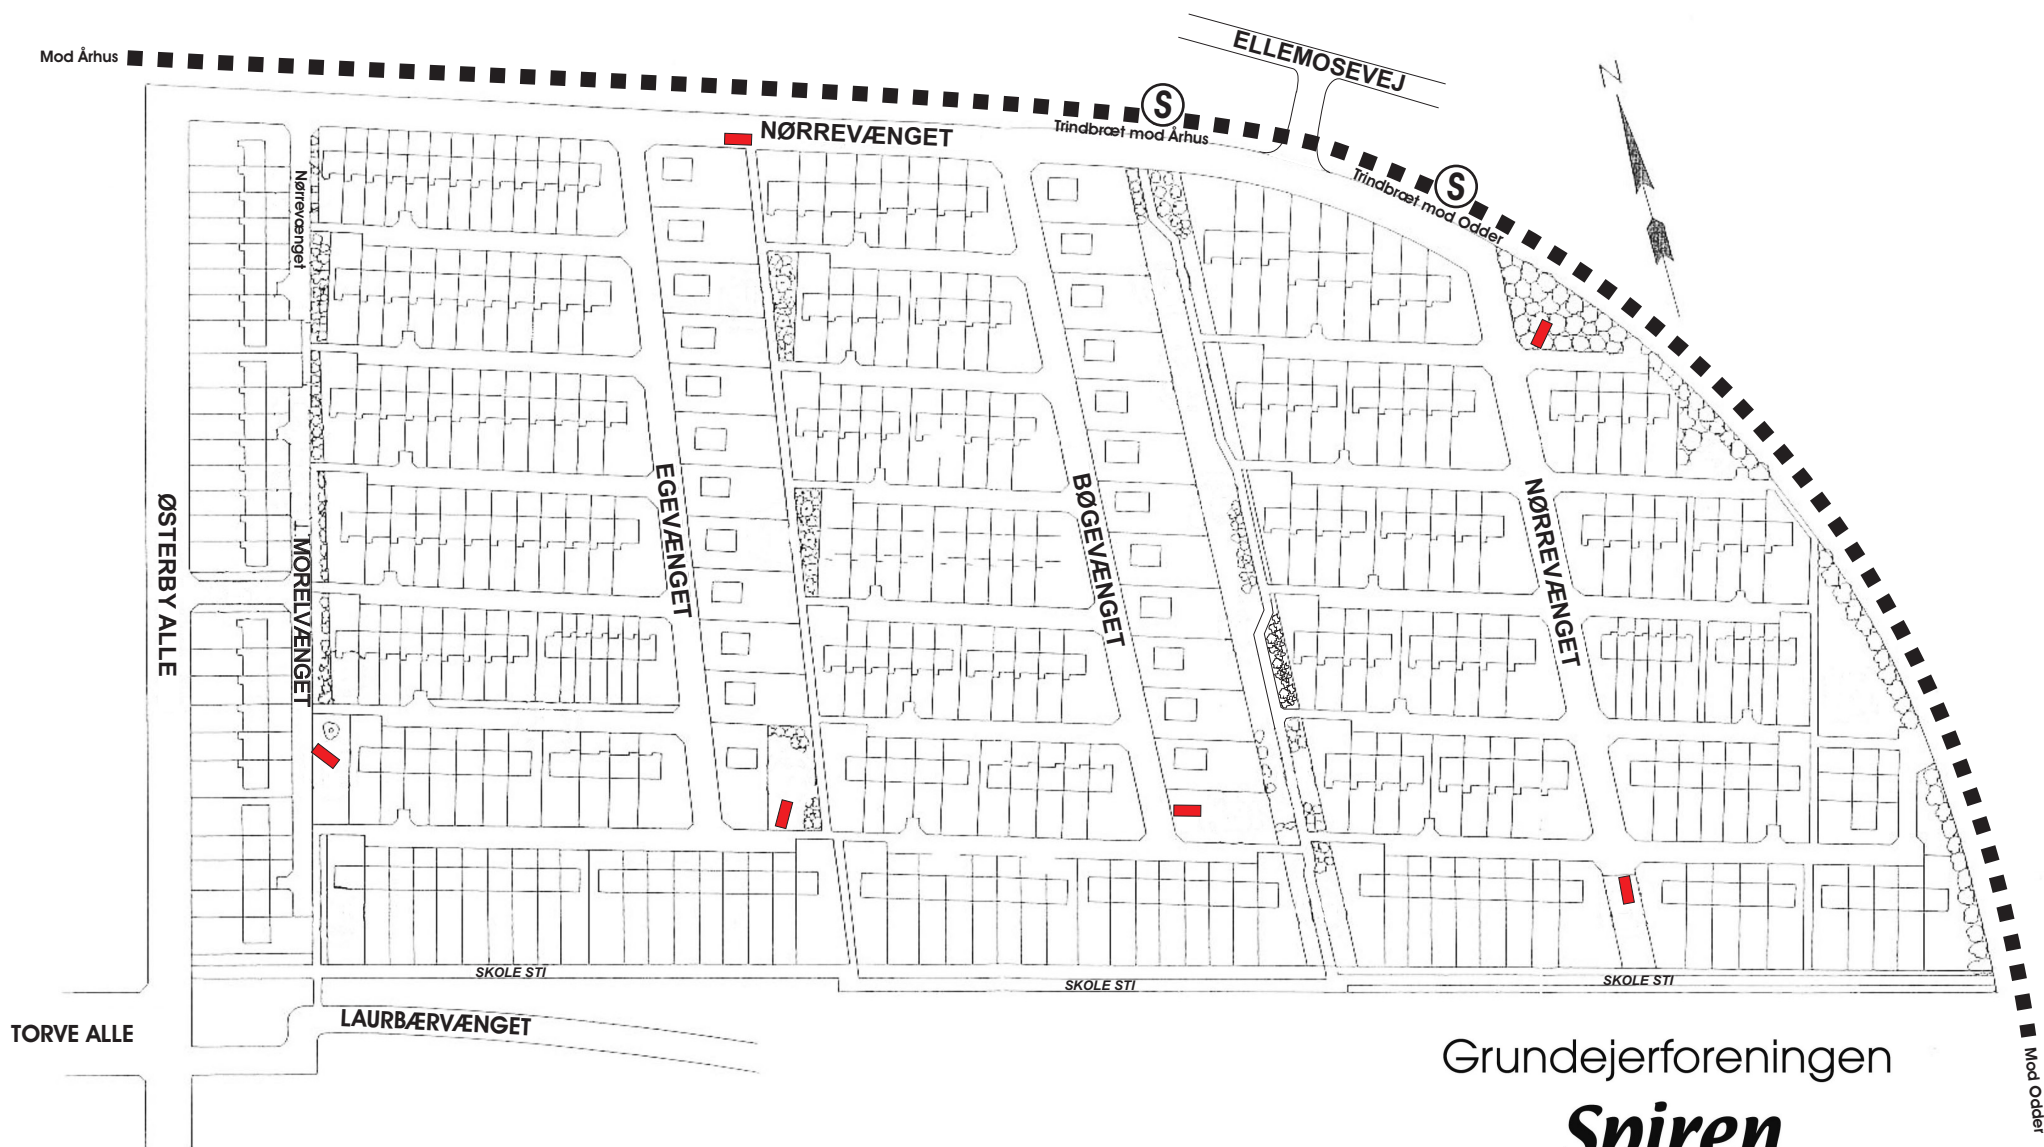 ELLEMOSEVEJ
Mod Århus
S
Trindbræt mod Århus
NØRREVÆNGET
N
S
Trindbræt mod Odder
Nørrevænget
ØSTERBY ALLE
MORELVÆNGET
EGEVÆNGET
BØGEVÆNGET
NØRREVÆNGET
SKOLE STI
SKOLE STI
SKOLE STI
TORVE ALLE
LAURBÆRVÆNGET
Mod Odder
Grundejerforeningen
Spiren